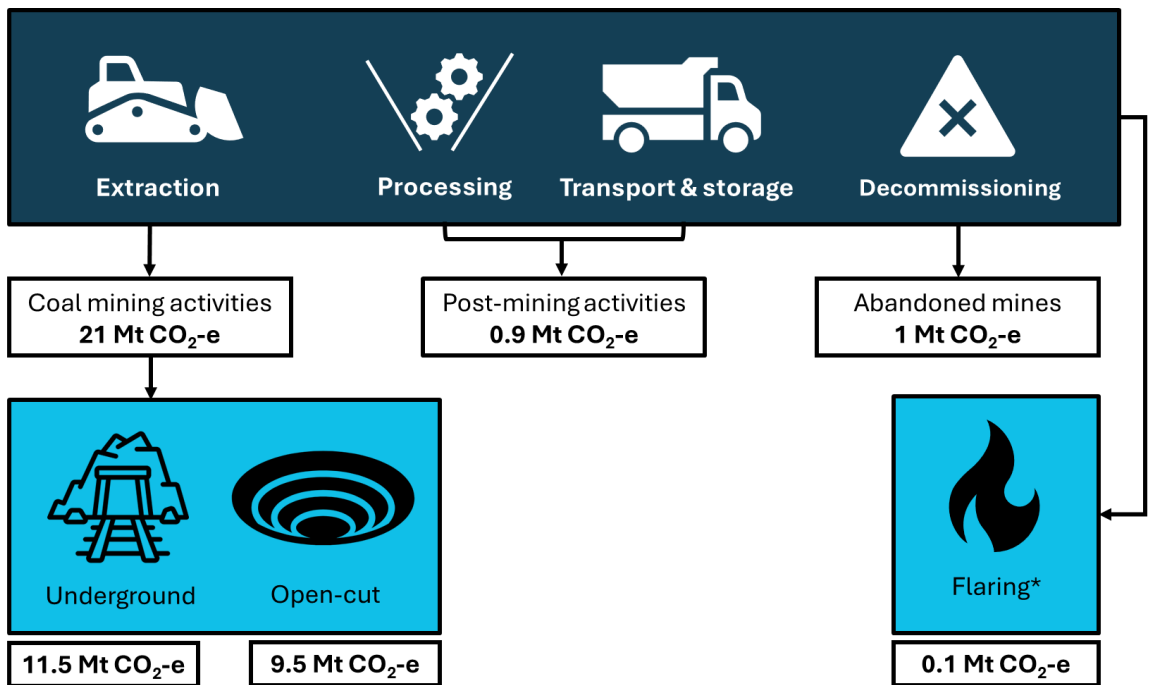 Extraction
Processing
Transport & storage
Decommissioning
Coal mining activities
21 Mt CO₂-e
Post-mining activities
0.9 Mt CO₂-e
Abandoned mines
1 Mt CO₂-e
Underground
Open-cut
Flaring*
11.5 Mt CO₂-e
9.5 Mt CO₂-e
0.1 Mt CO₂-e